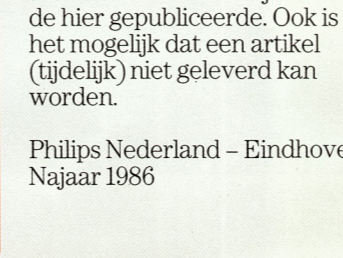 de hier gepubliceerde. Ook is
het mogelijk dat een artikel
(tijdelijk) niet geleverd kan
worden.
Philips Nederland – Eindhove
Najaar 1986